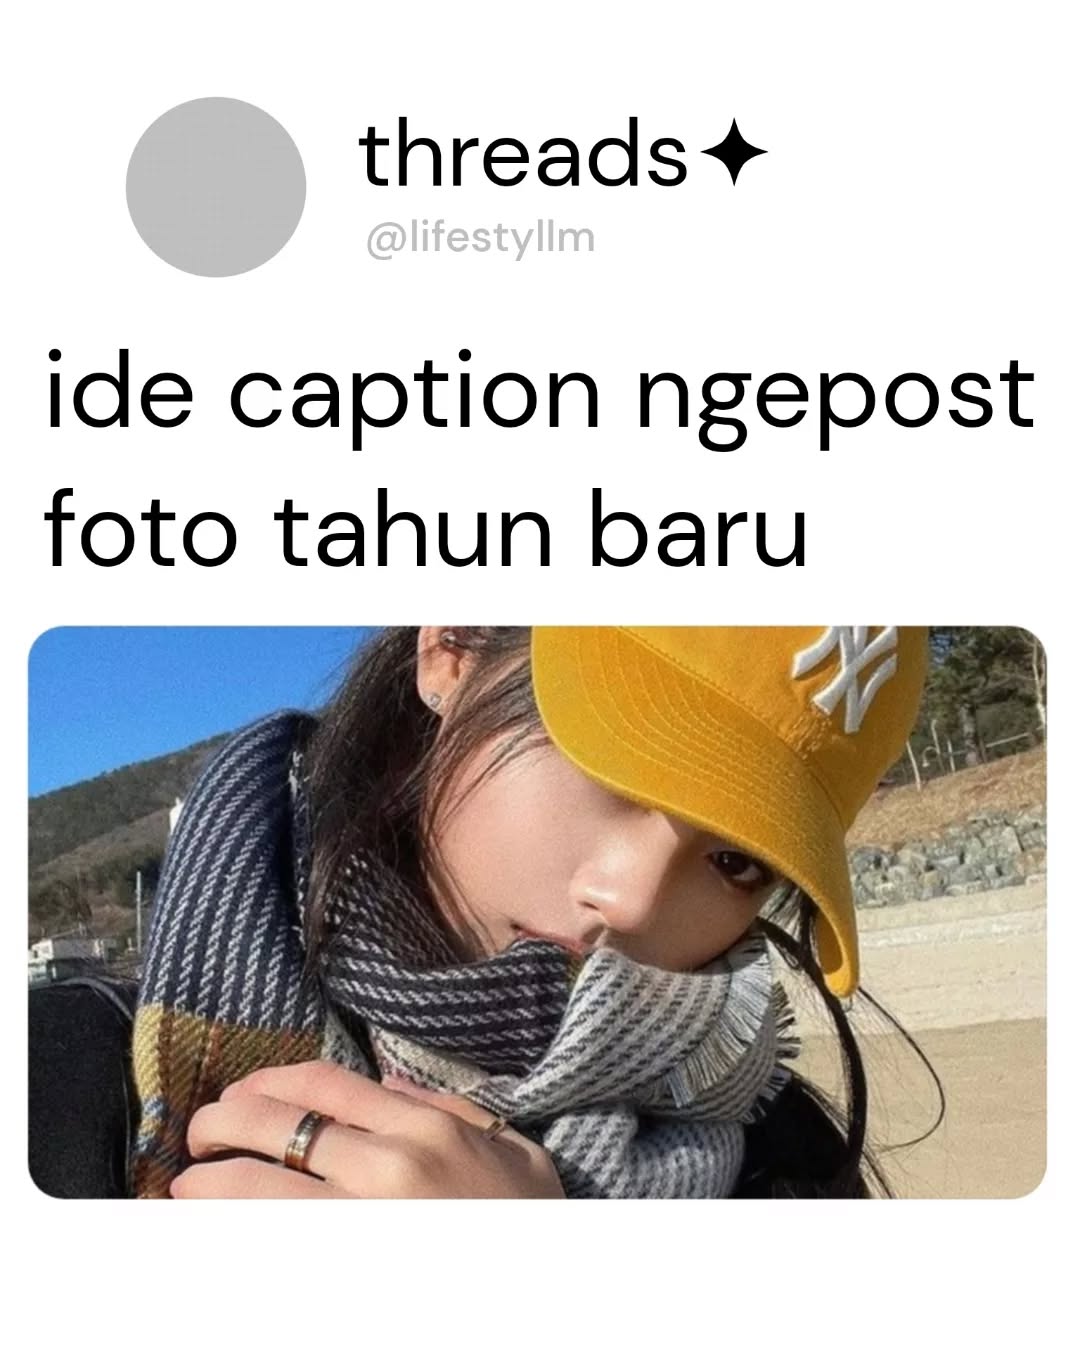 threads
@lifestyllm
ide caption ngepost
foto tahun baru
NY